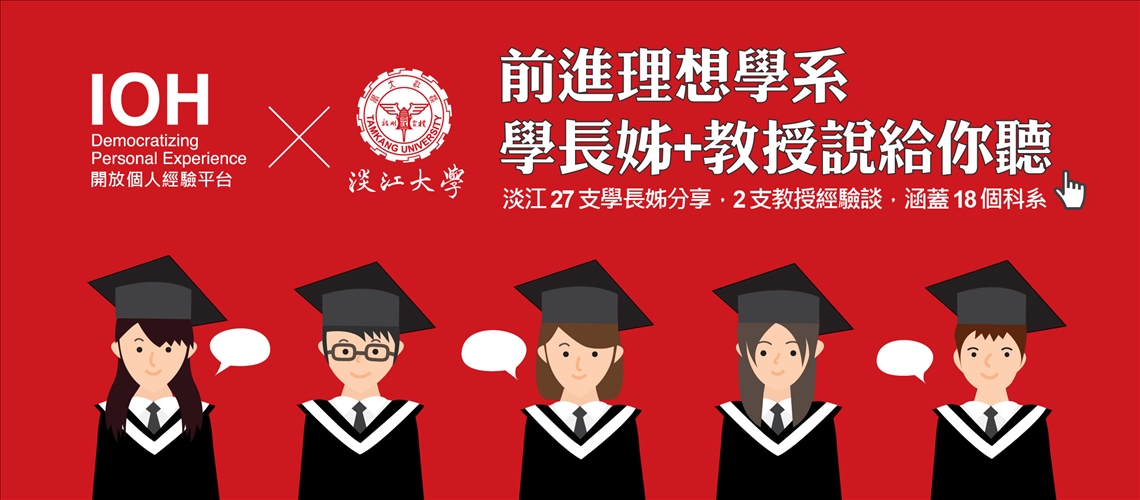 IOH
Democratizing
Personal Experience
開放個人經驗平台
TAMKANG UNIVERSITY
淡江大學
前進理想學系
學長姊+教授說給你聽
淡江 27 支學長姊分享，2 支教授經驗談，涵蓋 18 個科系